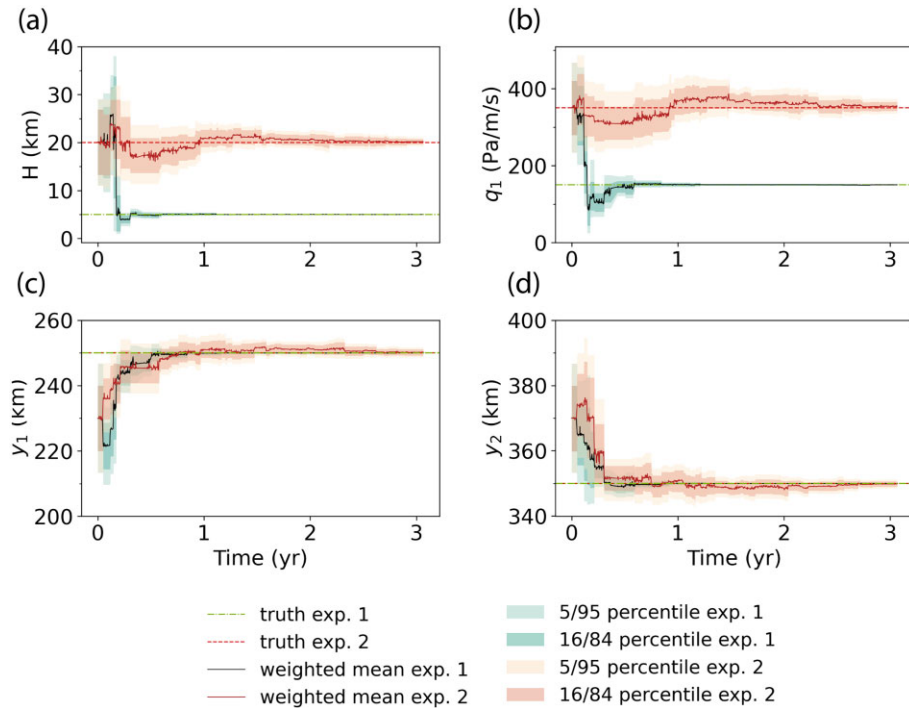 (a)
(b)
40
30
20
10
0
H (km)
0
1
2
3
400
200
0
q₁ (Pa/m/s)
0
1
2
3
(c)
(d)
260
240
220
200
y₁ (km)
0
1
2
3
Time (yr)
400
380
360
340
y₂ (km)
0
1
2
3
Time (yr)
truth exp. 1
truth exp. 2
weighted mean exp. 1
weighted mean exp. 2
5/95 percentile exp. 1
16/84 percentile exp. 1
5/95 percentile exp. 2
16/84 percentile exp. 2